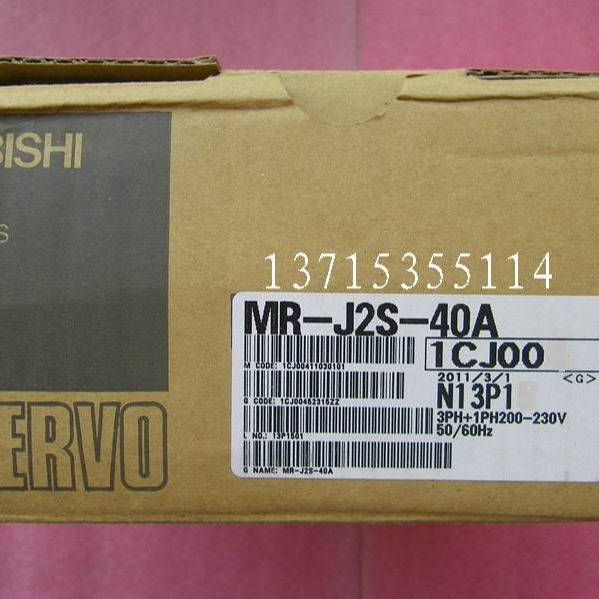 BISHI
S
13715355114
MR-J2S-40A
1CJ00
M CODE: 1CJ00411030101
2011/3/1 <G>
N13P1
G CODE: 1CJ00452315ZZ
3PH+1PH200-230V
50/60Hz
L NO.: 13P1501
G NAME: MR-J2S-40A
ERVO